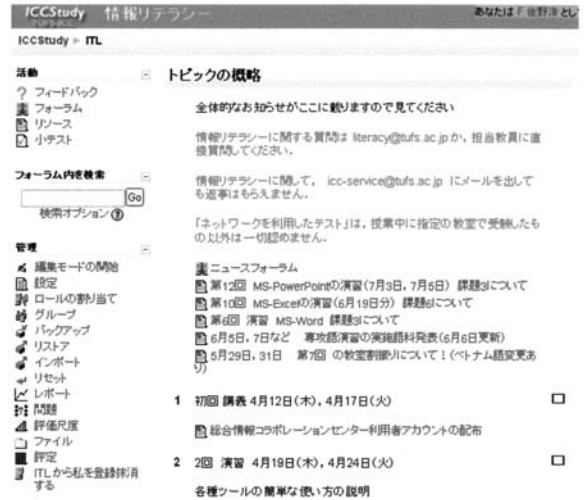 ICCStudy 情報リテラシー
TUFS-ICC
あなたは F 佐野洋 とし
ICCStudy ► ITL
活動
フィードバック
フォーラム
リソース
小テスト
フォーラム内を検索
Go
検索オプション
管理
編集モードの開始
設定
ロールの割り当て
グループ
バックアップ
リストア
インポート
リセット
レポート
問題
評価尺度
ファイル
評定
ITLから私を登録抹消
する
トピックの概略
全体的なお知らせがここに載りますので見てください
情報リテラシーに関する質問は literacy@tufs.ac.jp か,担当教員に直
接質問してください.
情報リテラシーに関して, icc-service@tufs.ac.jp にメールを出して
も返事はもらえません.
「ネットワークを利用したテスト」は,授業中に指定の教室で受験したも
の以外は一切認めません.
ニュースフォーラム
第12回 MS-PowerPointの演習(7月3日,7月5日) 課題3について
第10回 MS-Excelの演習(6月19日分) 課題6について
第6回 演習 MS-Word 課題3について
6月5日,7日など 専攻語演習の実施語科発表(6月6日更新)
5月29日,31日 第7回 の教室割振りについて!(ベトナム語変更あ
り)
1 初回 講義 4月12日(木),4月17日(火)
総合情報コラボレーションセンター利用者アカウントの配布
2 2回 演習 4月19日(木),4月24日(火)
各種ツールの簡単な使い方の説明